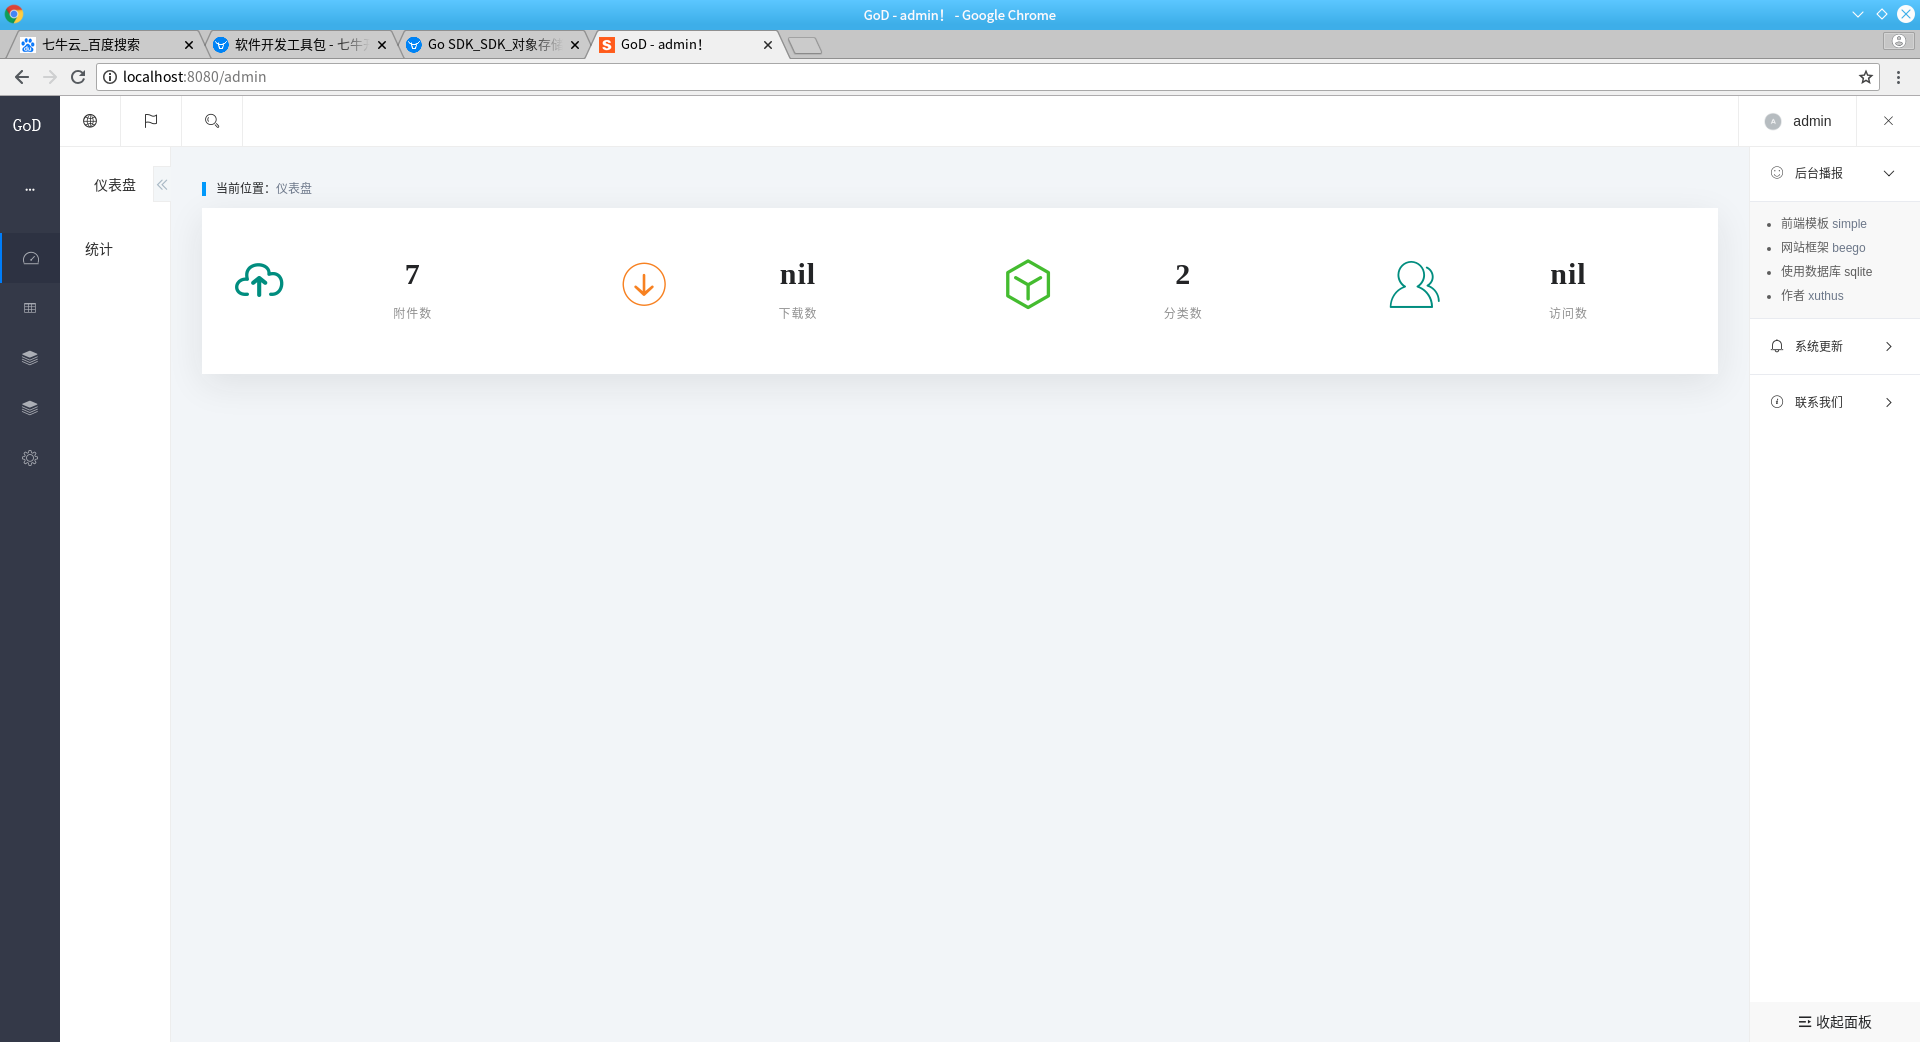 GoD - admin！ - Google Chrome
七牛云_百度搜索
软件开发工具包 - 七牛
Go SDK_SDK_对象存储
GoD - admin！
localhost:8080/admin
GoD
admin
仪表盘
统计
当前位置：仪表盘
7
附件数
nil
下载数
2
分类数
nil
访问数
后台播报
前端模板 simple
网站框架 beego
使用数据库 sqlite
作者 xuthus
系统更新
联系我们
收起面板